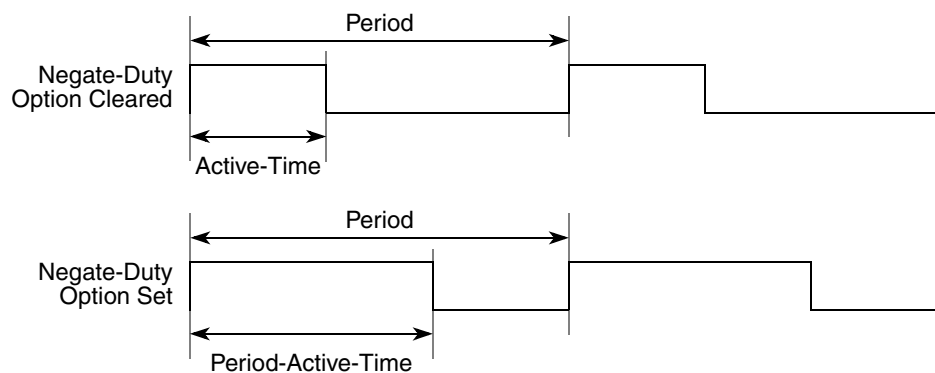 Period
Negate-Duty
Option Cleared
Active-Time
Period
Negate-Duty
Option Set
Period-Active-Time